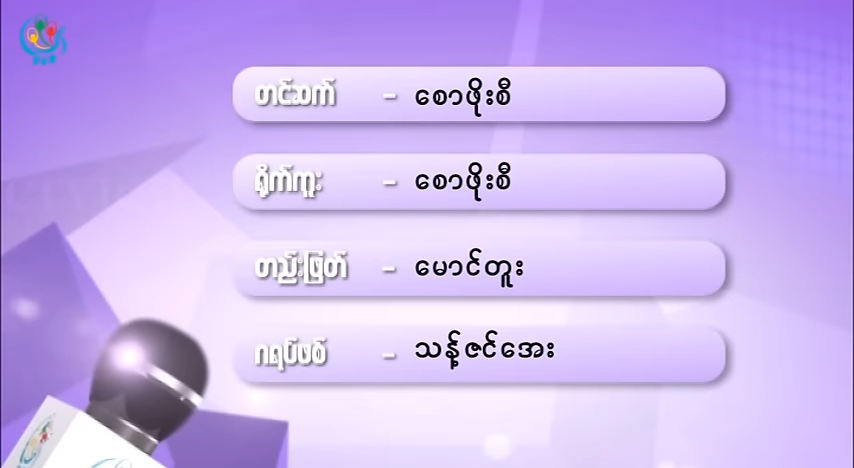 တင်ဆက် - စောဖိုးစီ
ရိုက်ကူး - စောဖိုးစီ
တည်းဖြတ် - မောင်တူး
ဂရပ်ဖစ် - သန့်ဇင်အေး